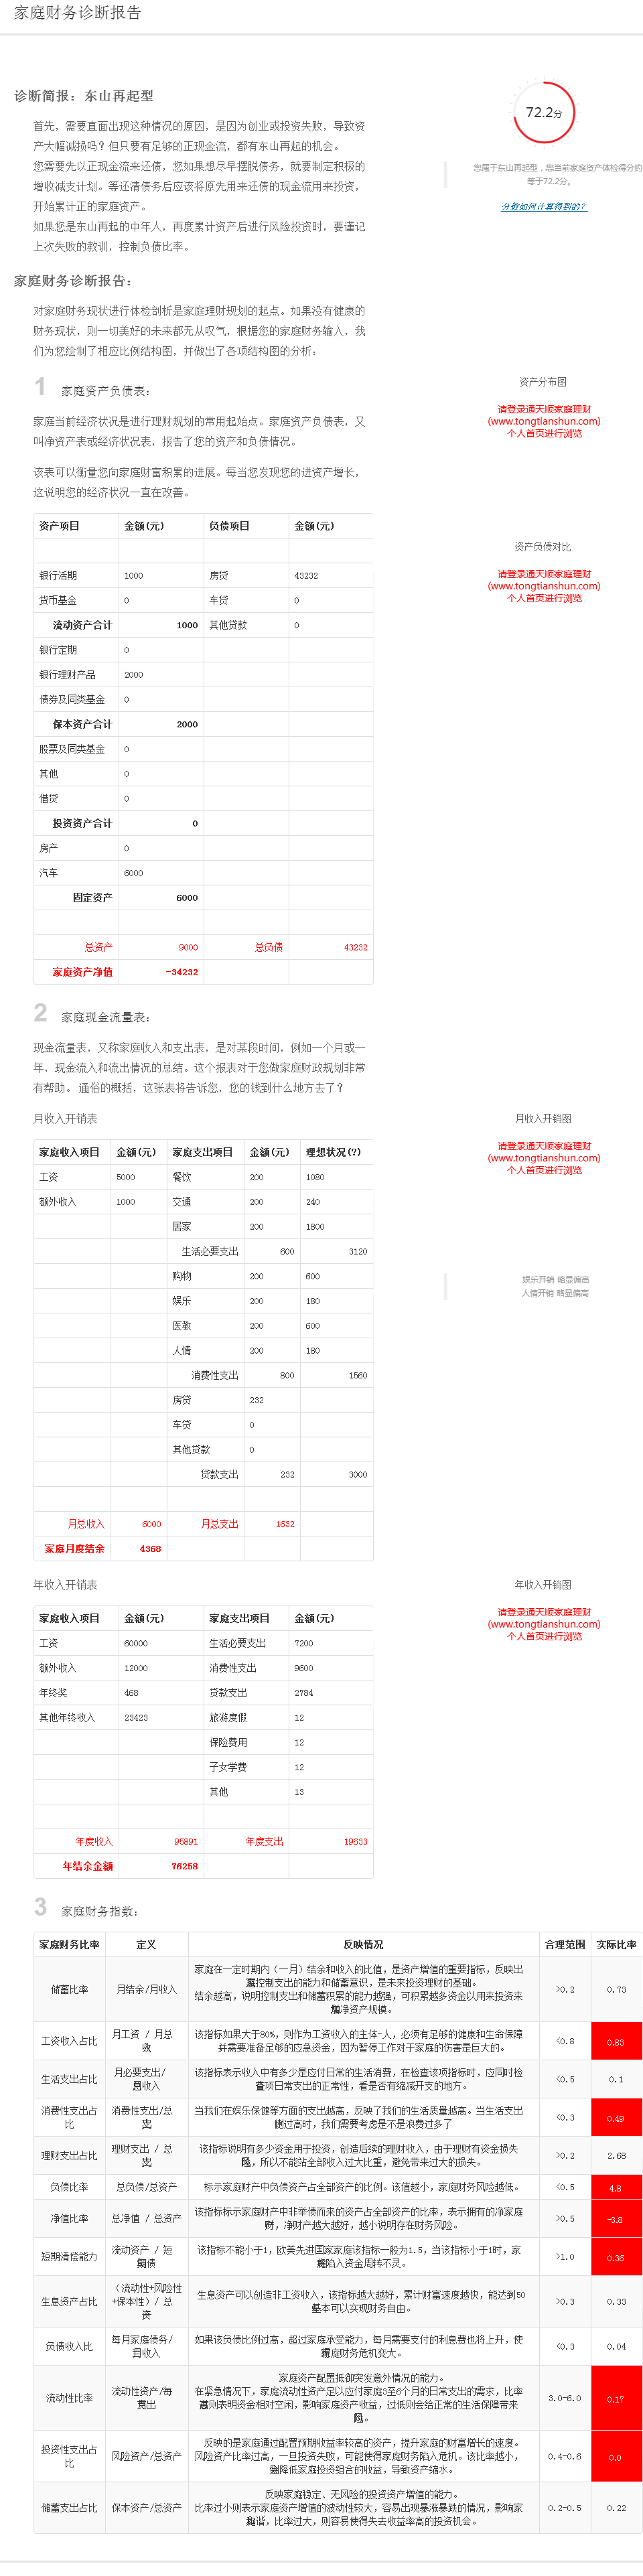 家庭财务诊断报告
诊断简报：东山再起型
首先，需要直面出现这种情况的原因，是因为创业或投资失败，导致资
产大幅减损吗？但只要有足够的正现金流，都有东山再起的机会。
您需要先以正现金流来还债，您如果想尽早摆脱债务，就要制定积极的
增收减支计划。等还清债务后应该将原先用来还债的现金流用来投资，
开始累计正的家庭资产。
如果您是东山再起的中年人，再度累计资产后进行风险投资时，要谨记
上次失败的教训，控制负债比率。
72.2分
您属于东山再起型，您当前家庭资产体检得分约
等于72.2分。
分数如何计算得到的？
家庭财务诊断报告：
对家庭财务现状进行体检剖析是家庭理财规划的起点。如果没有健康的
财务现状，则一切美好的未来都无从叹气，根据您的家庭财务输入，我
们为您绘制了相应比例结构图，并做出了各项结构图的分析：
1 家庭资产负债表：
家庭当前经济状况是进行理财规划的常用起始点。家庭资产负债表，又
叫净资产表或经济状况表，报告了您的资产和负债情况。
该表可以衡量您向家庭财富积累的进展。每当您发现您的进资产增长，
这说明您的经济状况一直在改善。
资产分布图
请登录通天顺家庭理财
(www.tongtianshun.com)
个人首页进行浏览
资产负债对比
请登录通天顺家庭理财
(www.tongtianshun.com)
个人首页进行浏览
资产项目 金额(元) 负债项目 金额(元)
银行活期 1000 房贷 43232
货币基金 0 车贷 0
流动资产合计 1000 其他贷款 0
银行定期 0
银行理财产品 2000
债券及同类基金 0
保本资产合计 2000
股票及同类基金 0
其他 0
借贷 0
投资资产合计 0
房产 0
汽车 6000
固定资产 6000
总资产 9000 总负债 43232
家庭资产净值 -34232
2 家庭现金流量表：
现金流量表，又称家庭收入和支出表，是对某段时间，例如一个月或一
年，现金流入和流出情况的总结。这个报表对于您做家庭财政规划非常
有帮助。 通俗的概括，这张表将告诉您，您的钱到什么地方去了？
月收入开销表
月收入开销图
请登录通天顺家庭理财
(www.tongtianshun.com)
个人首页进行浏览
家庭收入项目 金额(元) 家庭支出项目 金额(元) 理想状况(?)
工资 5000 餐饮 200 1080
额外收入 1000 交通 200 240
居家 200 1800
生活必要支出 600 3120
购物 200 600
娱乐 200 180
医教 200 600
人情 200 180
消费性支出 800 1560
房贷 232
车贷 0
其他贷款 0
贷款支出 232 3000
月总收入 6000 月总支出 1632
家庭月度结余 4368
娱乐开销 略显偏高
人情开销 略显偏高
年收入开销表
年收入开销图
请登录通天顺家庭理财
(www.tongtianshun.com)
个人首页进行浏览
家庭收入项目 金额(元) 家庭支出项目 金额(元)
工资 60000 生活必要支出 7200
额外收入 12000 消费性支出 9600
年终奖 468 贷款支出 2784
其他年终收入 23423 旅游度假 12
保险费用 12
子女学费 12
其他 13
年度收入 95891 年度支出 19633
年结余金额 76258
3 家庭财务指数：
家庭财务比率 定义 反映情况 合理范围 实际比率
储蓄比率 月结余/月收入
家庭在一定时期内（一月）结余和收入的比值，是资产增值的重要指标，反映出
控制支出的能力和储蓄意识，是未来投资理财的基础。
结余越高，说明控制支出和储蓄积累的能力越强，可积累越多资金以用来投资来
净资产规模。
>0.2 0.73
工资收入占比 月工资 / 月总
收
该指标如果大于80%，则作为工资收入的主体-人，必须有足够的健康和生命保障
并需要准备足够的应急资金，因为暂停工作对于家庭的伤害是巨大的。
<0.8 0.83
生活支出占比 月必要支出/
收入
该指标表示收入中有多少是应付日常的生活消费，在检查该项指标时，应同时检
项日常支出的正常性，看是否有缩减开支的地方。
<0.5 0.1
消费性支出占
比
消费性支出/总
当我们在娱乐保健等方面的支出越高，反映了我们的生活质量越高。当生活支出
过高时，我们需要考虑是不是浪费过多了
<0.3 0.49
理财支出占比 理财支出 / 总
该指标说明有多少资金用于投资，创造后续的理财收入，由于理财有资金损失
，所以不能站全部收入过大比重，避免带来过大的损失。
>0.2 2.68
负债比率 总负债/总资产 标示家庭财产中负债资产占全部资产的比例。该值越小，家庭财务风险越低。 <0.5 4.8
净值比率 总净值 / 总资产
该指标标示家庭财产中非举债而来的资产占全部资产的比率，表示拥有的净家庭
，净财产越大越好，越小说明存在财务风险。
>0.5 -3.8
短期清偿能力 流动资产 / 短
债
该指标不能小于1，欧美先进国家家庭该指标一般为1.5，当该指标小于1时，家
陷入资金周转不灵。
>1.0 0.36
生息资产占比 （流动性+风险性
+保本性）/ 总
资
生息资产可以创造非工资收入，该指标越大越好，累计财富速度越快，能达到50
基本可以实现财务自由。
>0.3 0.33
负债收入比 每月家庭债务/
月收入
如果该负债比例过高，超过家庭承受能力，每月需要支付的利息费也将上升，使
庭财务危机变大。
<0.3 0.04
流动性比率 流动性资产/每
出
家庭资产配置抵御突发意外情况的能力。
在紧急情况下，家庭流动性资产足以应付家庭3至6个月的日常支出的需求，比率
则表明资金相对空闲，影响家庭资产收益，过低则会给正常的生活保障带来
。
3.0-6.0 0.17
投资性支出占
比
风险资产/总资产
反映的是家庭通过配置预期收益率较高的资产，提升家庭的财富增长的速度。
风险资产比率过高，一旦投资失败，可能使得家庭财务陷入危机。该比率越小，
降低家庭投资组合的收益，导致资产缩水。
0.4-0.6 0.0
储蓄支出占比 保本资产/总资产
反映家庭稳定、无风险的投资资产增值的能力。
比率过小则表示家庭资产增值的波动性较大，容易出现暴涨暴跌的情况，影响家
谐，比率过大，则容易使得失去收益率高的投资机会。
0.2-0.5 0.22